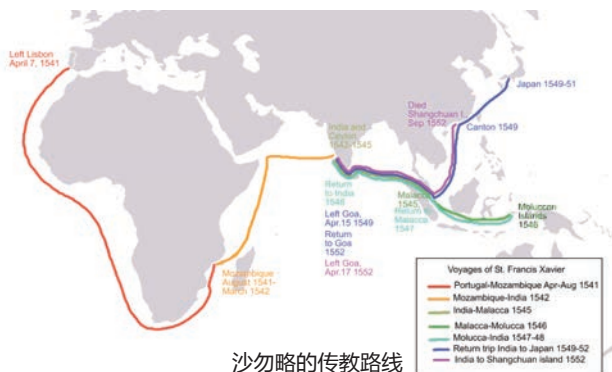 Left Lisbon
April 7, 1541
Japan 1549-51
Died
Shangchuan I.
Sep 1552
Canton 1549
India and
Ceylon
1542-1545
Return
to India
1548
Malacca
1545
Return to
Malacca
1547
Moluccan
Islands
1546
Left Goa,
Apr.15 1549
Return
to Goa
1552
Left Goa,
Apr.17 1552
Mozambique
August 1541-
March 1542
Voyages of St. Francis Xavier
Portugal-Mozambique Apr-Aug 1541
Mozambique-India 1542
India-Malacca 1545
Malacca-Molucca 1546
Molucca-India 1547-48
Return trip India to Japan 1549-52
India to Shangchuan island 1552
沙勿略的传教路线